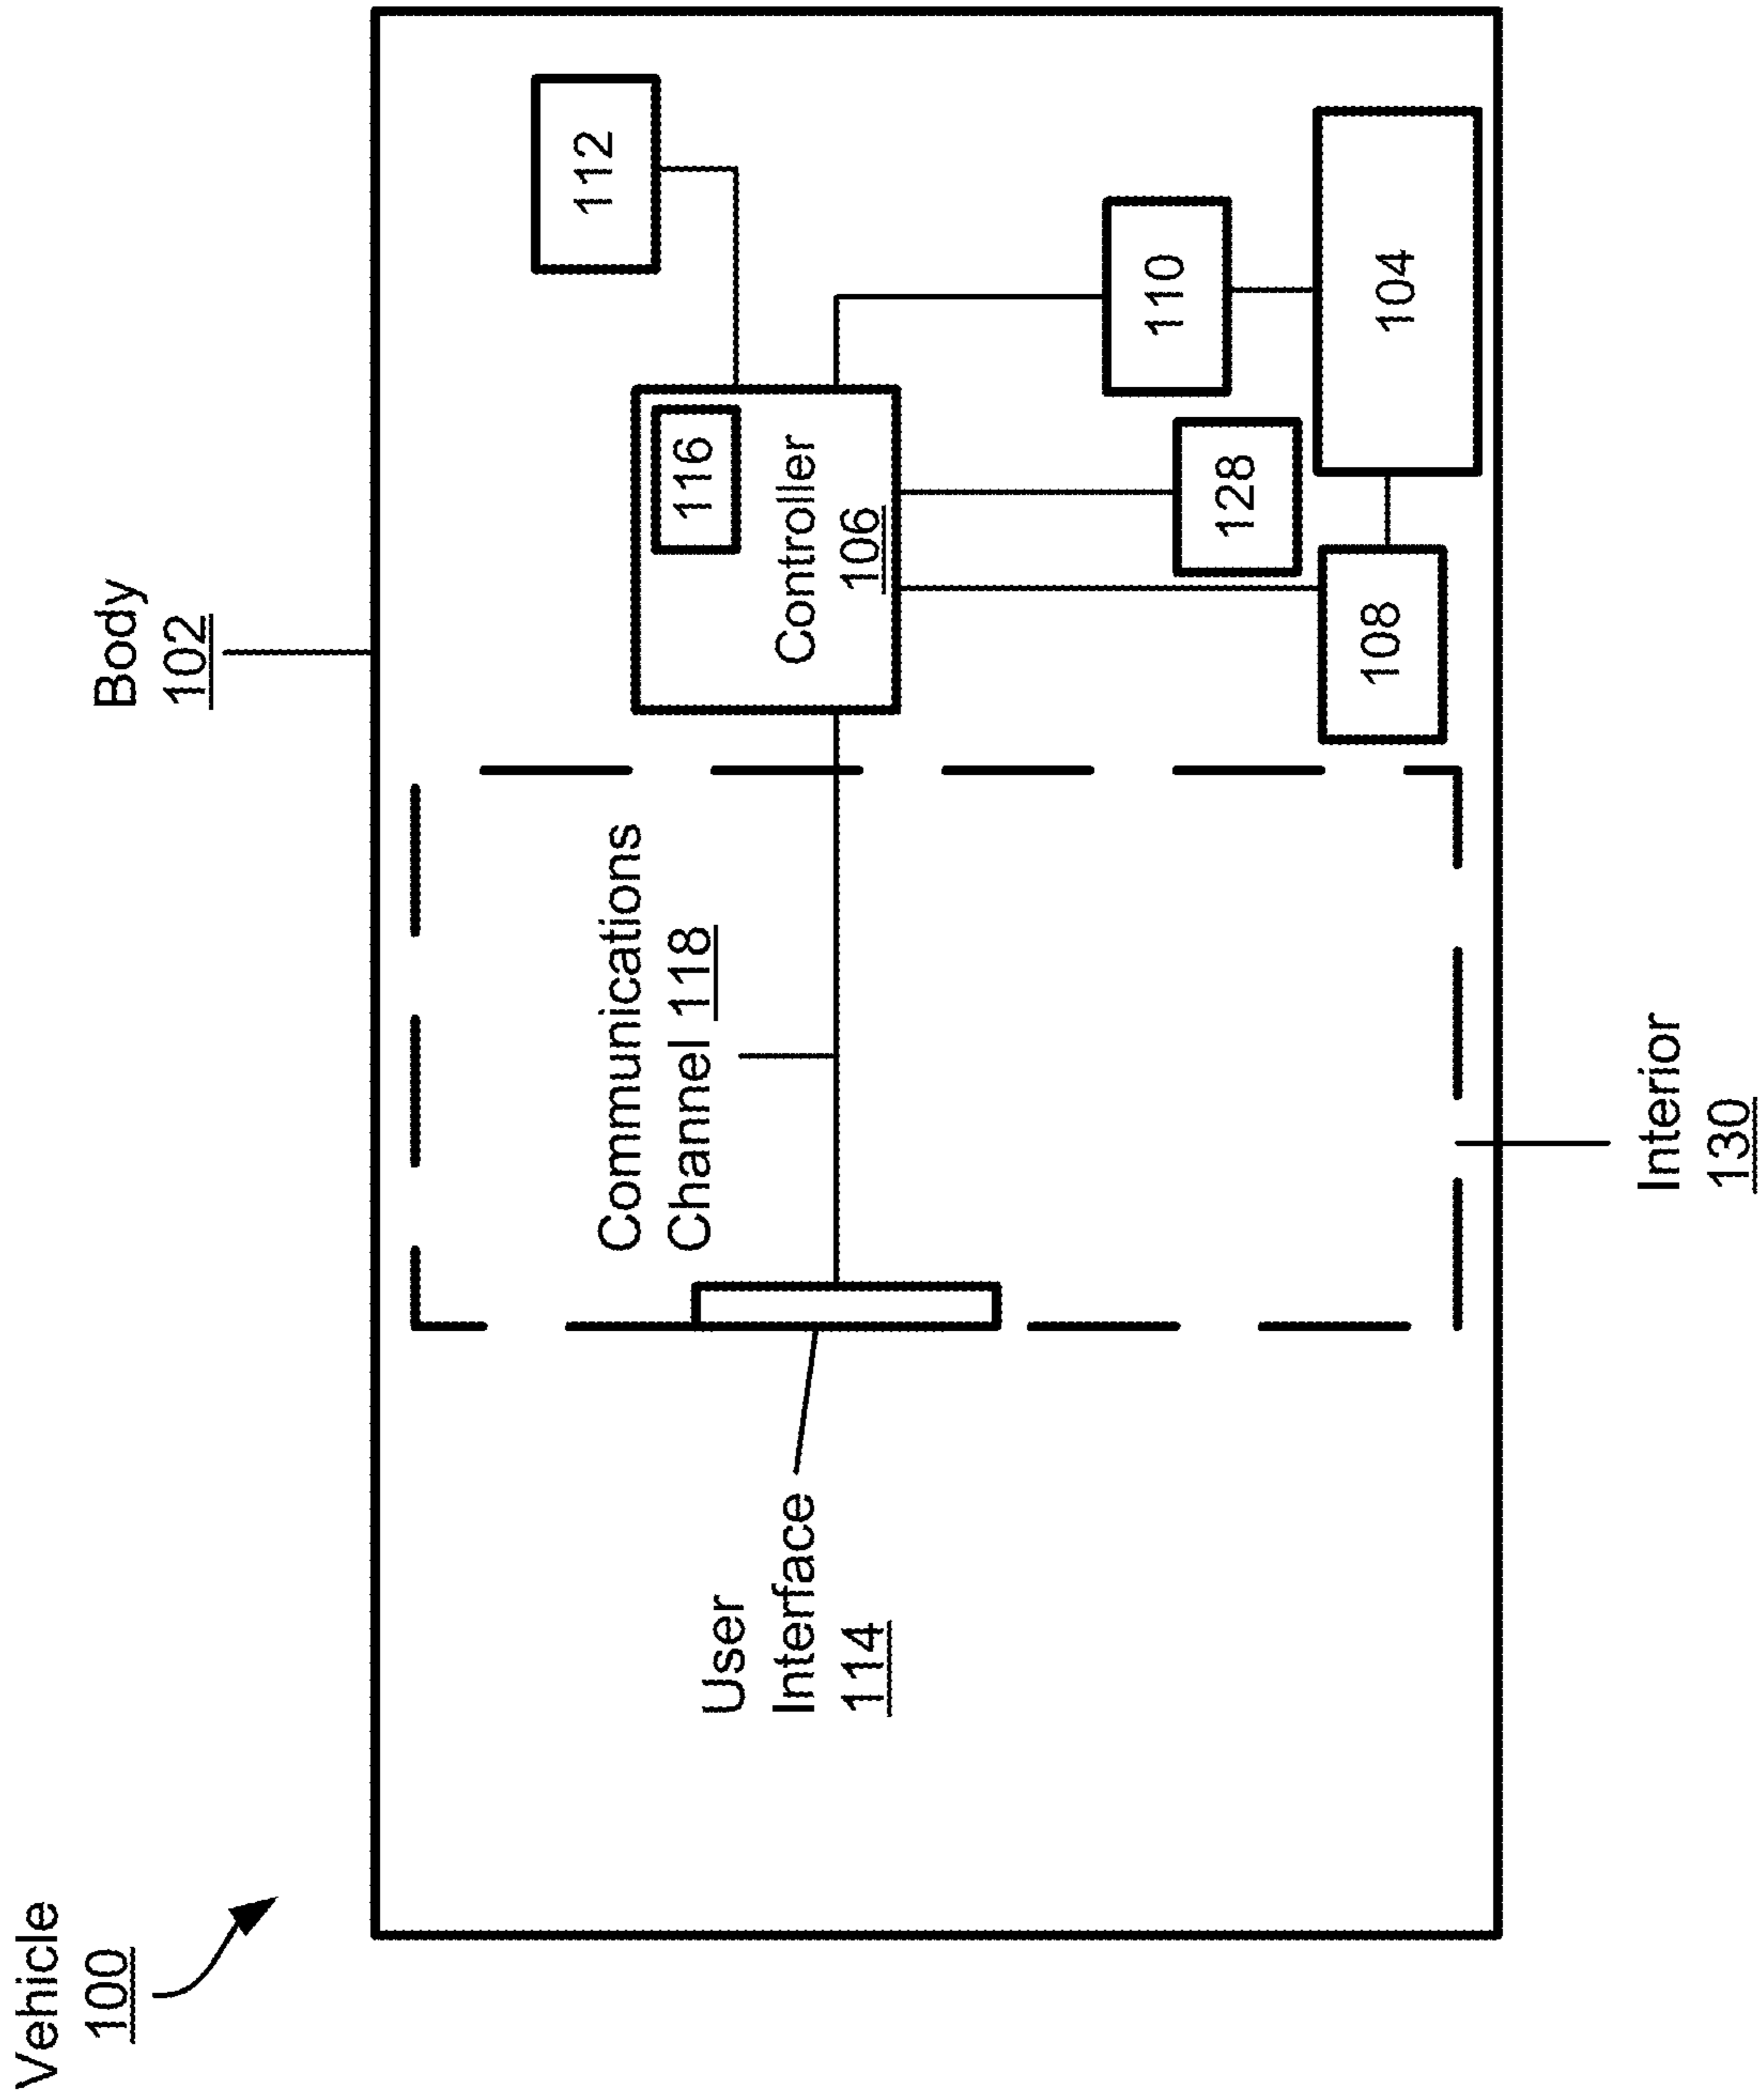 Vehicle
100
Body
102
112
Communications
Channel 118
116
User
Interface
114
Controller
106
110
128
108
104
Interior
130